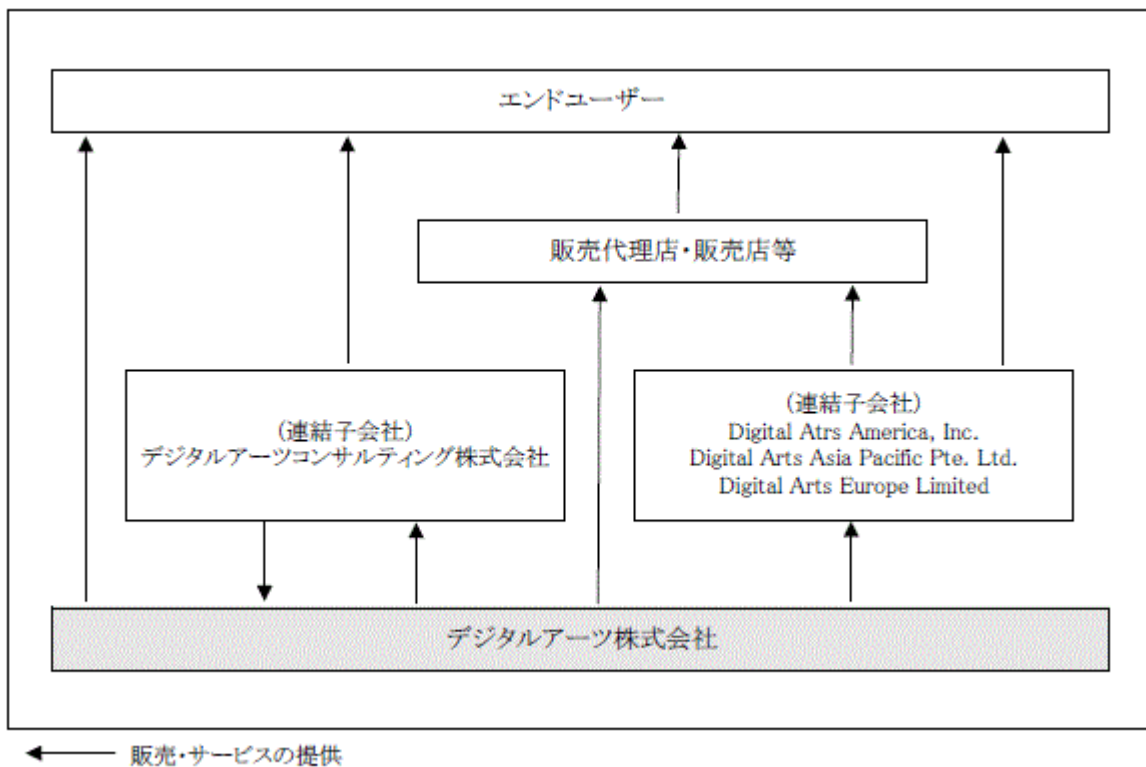 エンドユーザー
販売代理店・販売店等
(連結子会社)
デジタルアーツコンサルティング株式会社
(連結子会社)
Digital Atrs America, Inc.
Digital Arts Asia Pacific Pte. Ltd.
Digital Arts Europe Limited
デジタルアーツ株式会社
販売・サービスの提供